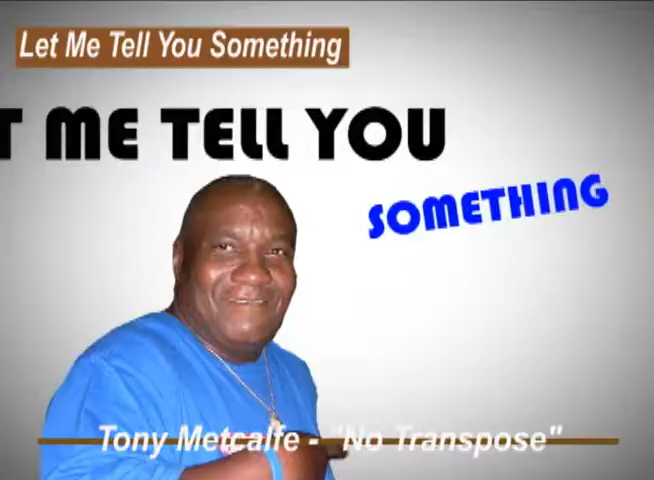 Let Me Tell You Something
T ME TELL YOU
SOMETHING
Tony Metcalfe - "No Transpose"